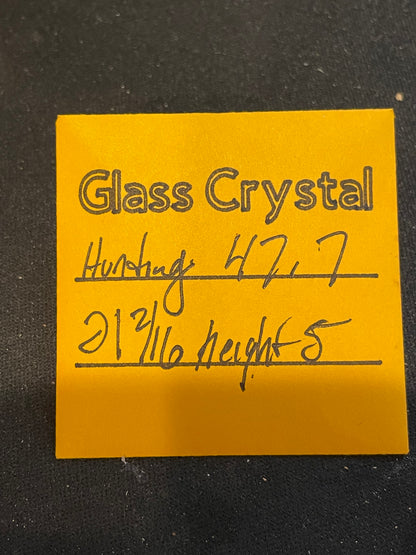 Glass Crystal
Hunting 47.7
21 2/16 height 5